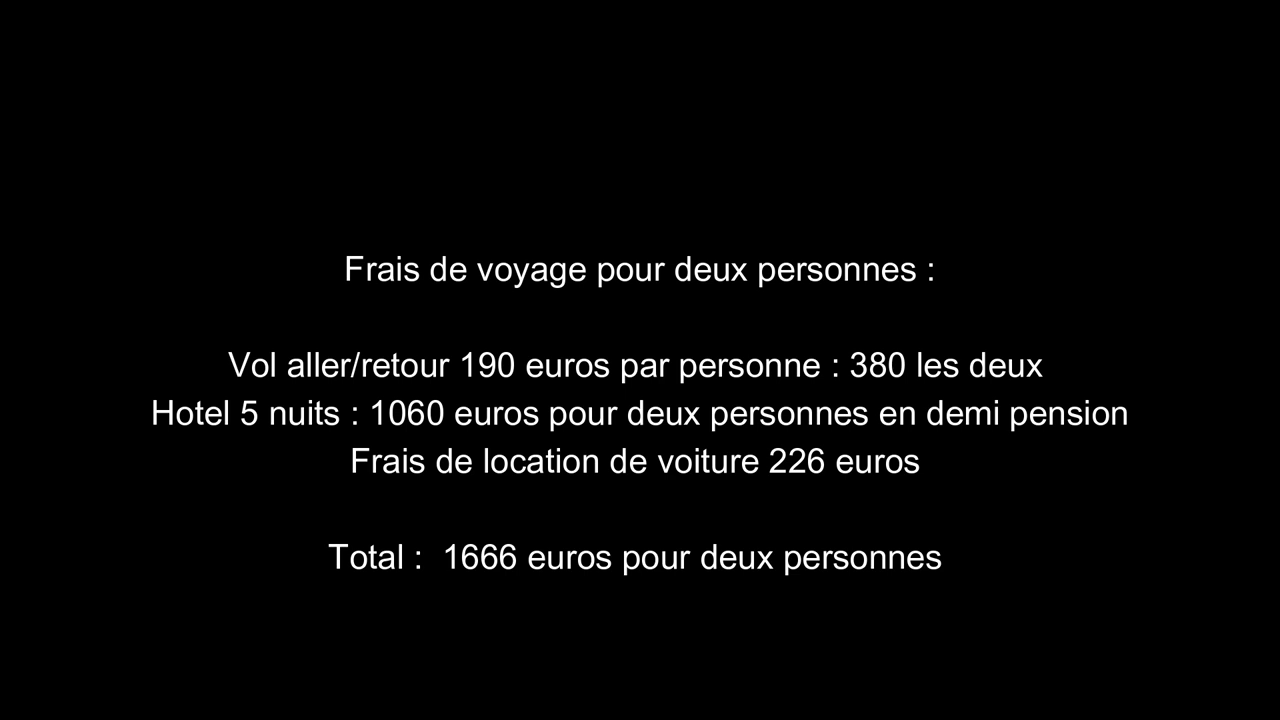 Frais de voyage pour deux personnes :
Vol aller/retour 190 euros par personne : 380 les deux
Hotel 5 nuits : 1060 euros pour deux personnes en demi pension
Frais de location de voiture 226 euros
Total :  1666 euros pour deux personnes